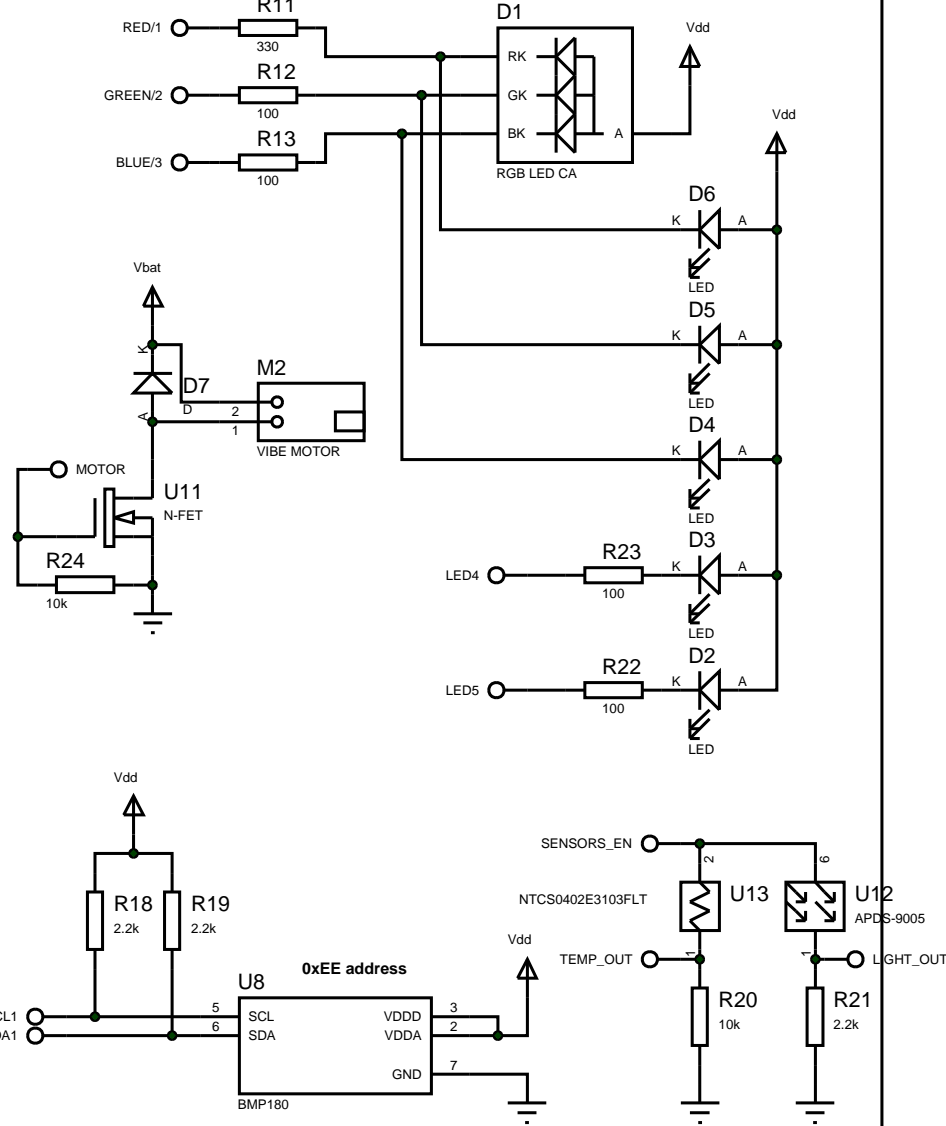 R11
RED/1
330
R12
GREEN/2
100
R13
BLUE/3
100
D1
RK
GK
BK
A
RGB LED CA
Vdd
Vdd
D6
K
A
LED
D5
K
A
LED
D4
K
A
LED
D3
K
A
LED
R23
LED4
100
D2
K
A
LED
R22
LED5
100
Vbat
K
D7
D
A
M2
2
1
VIBE MOTOR
MOTOR
U11
N-FET
R24
10k
Vdd
R18
2.2k
R19
2.2k
0xEE address
U8
5
SCL
6
SDA
VDDD
3
VDDA
2
GND
7
BMP180
Vdd
SENSORS_EN
2
6
NTCS0402E3103FLT
U13
U12
APDS-9005
TEMP_OUT
1
1
LIGHT_OUT
R20
10k
R21
2.2k